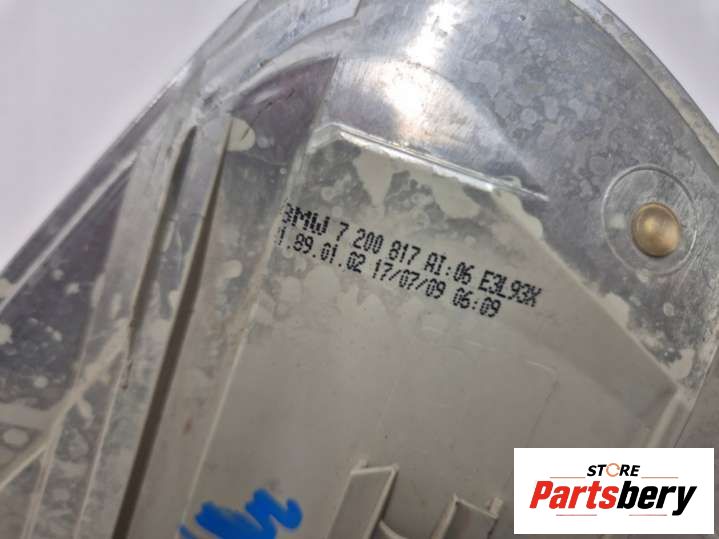 BMW 7 200 817 AI:06 E3L93X
1.89.01.02 17/07/09 06:09
STORE
Partsbery